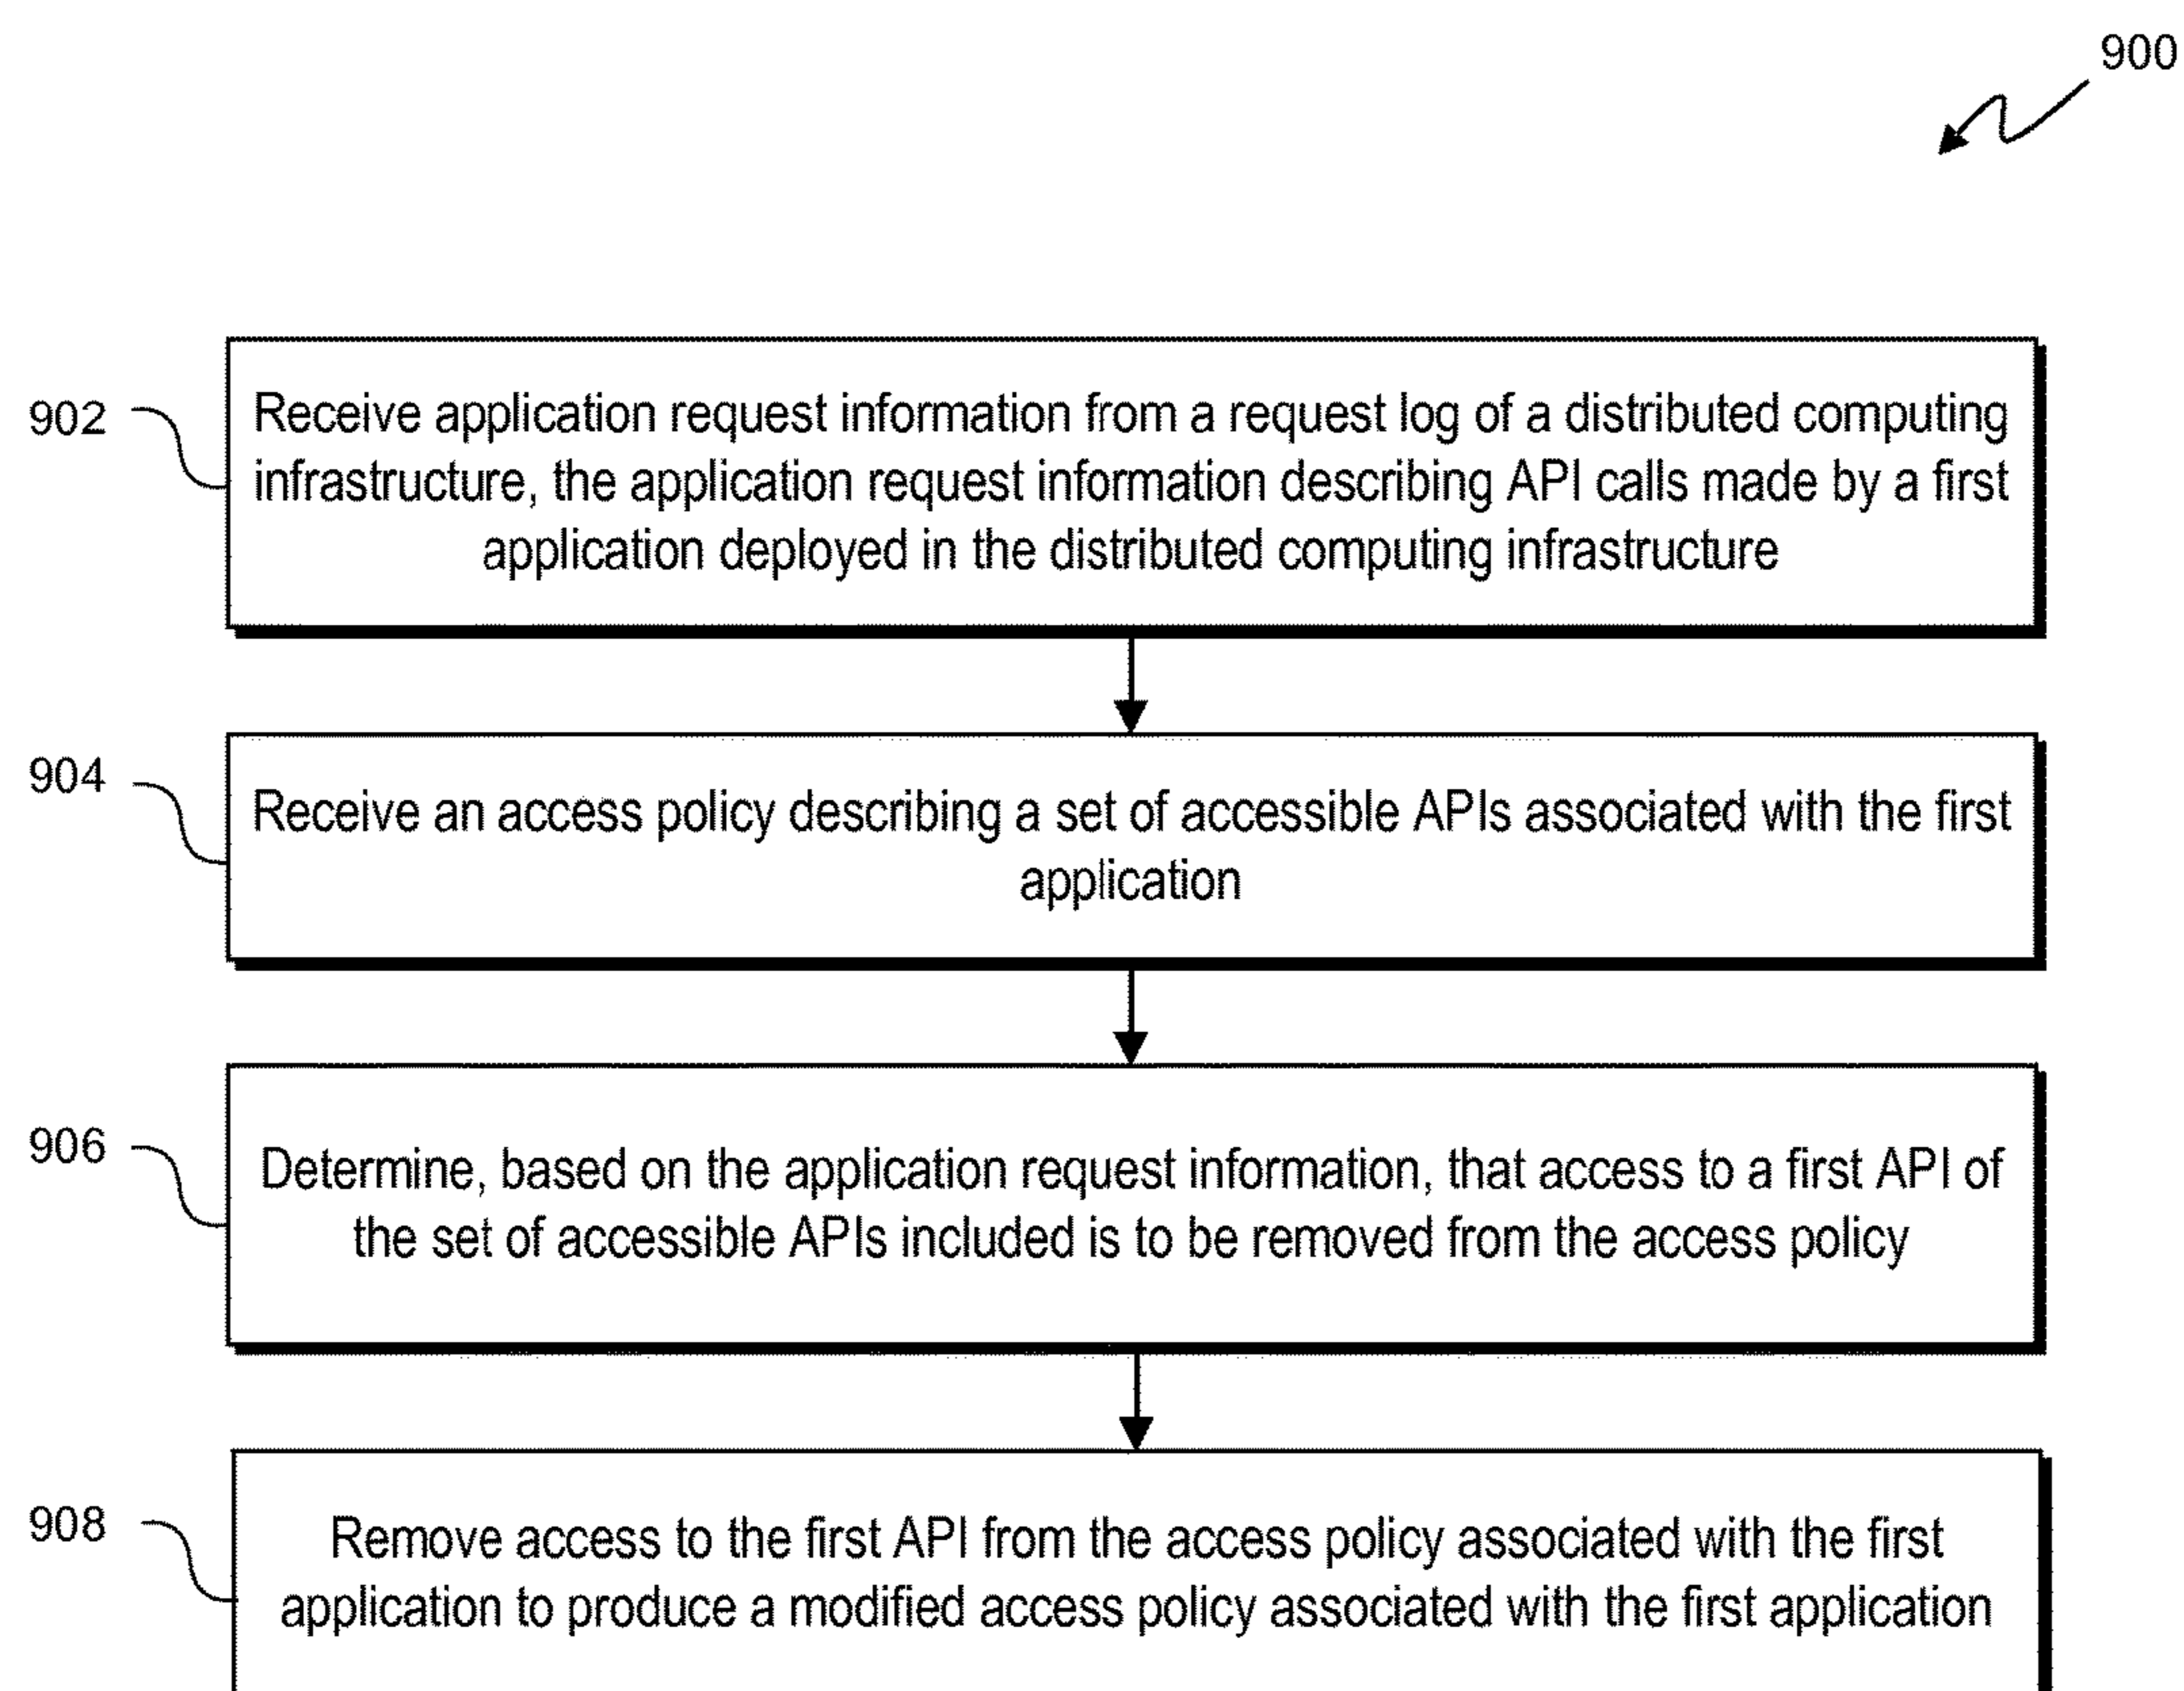 900
902
Receive application request information from a request log of a distributed computing
infrastructure, the application request information describing API calls made by a first
application deployed in the distributed computing infrastructure
904
Receive an access policy describing a set of accessible APIs associated with the first
application
906
Determine, based on the application request information, that access to a first API of
the set of accessible APIs included is to be removed from the access policy
908
Remove access to the first API from the access policy associated with the first
application to produce a modified access policy associated with the first application